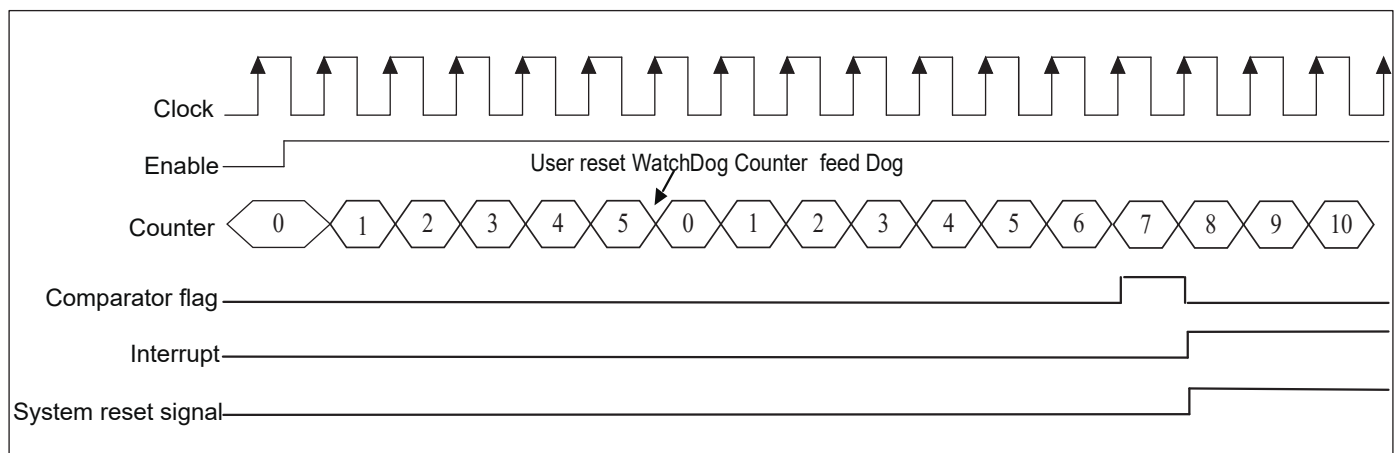 Clock
Enable
User reset WatchDog Counter feed Dog
Counter 0 1 2 3 4 5 0 1 2 3 4 5 6 7 8 9 10
Comparator flag
Interrupt
System reset signal